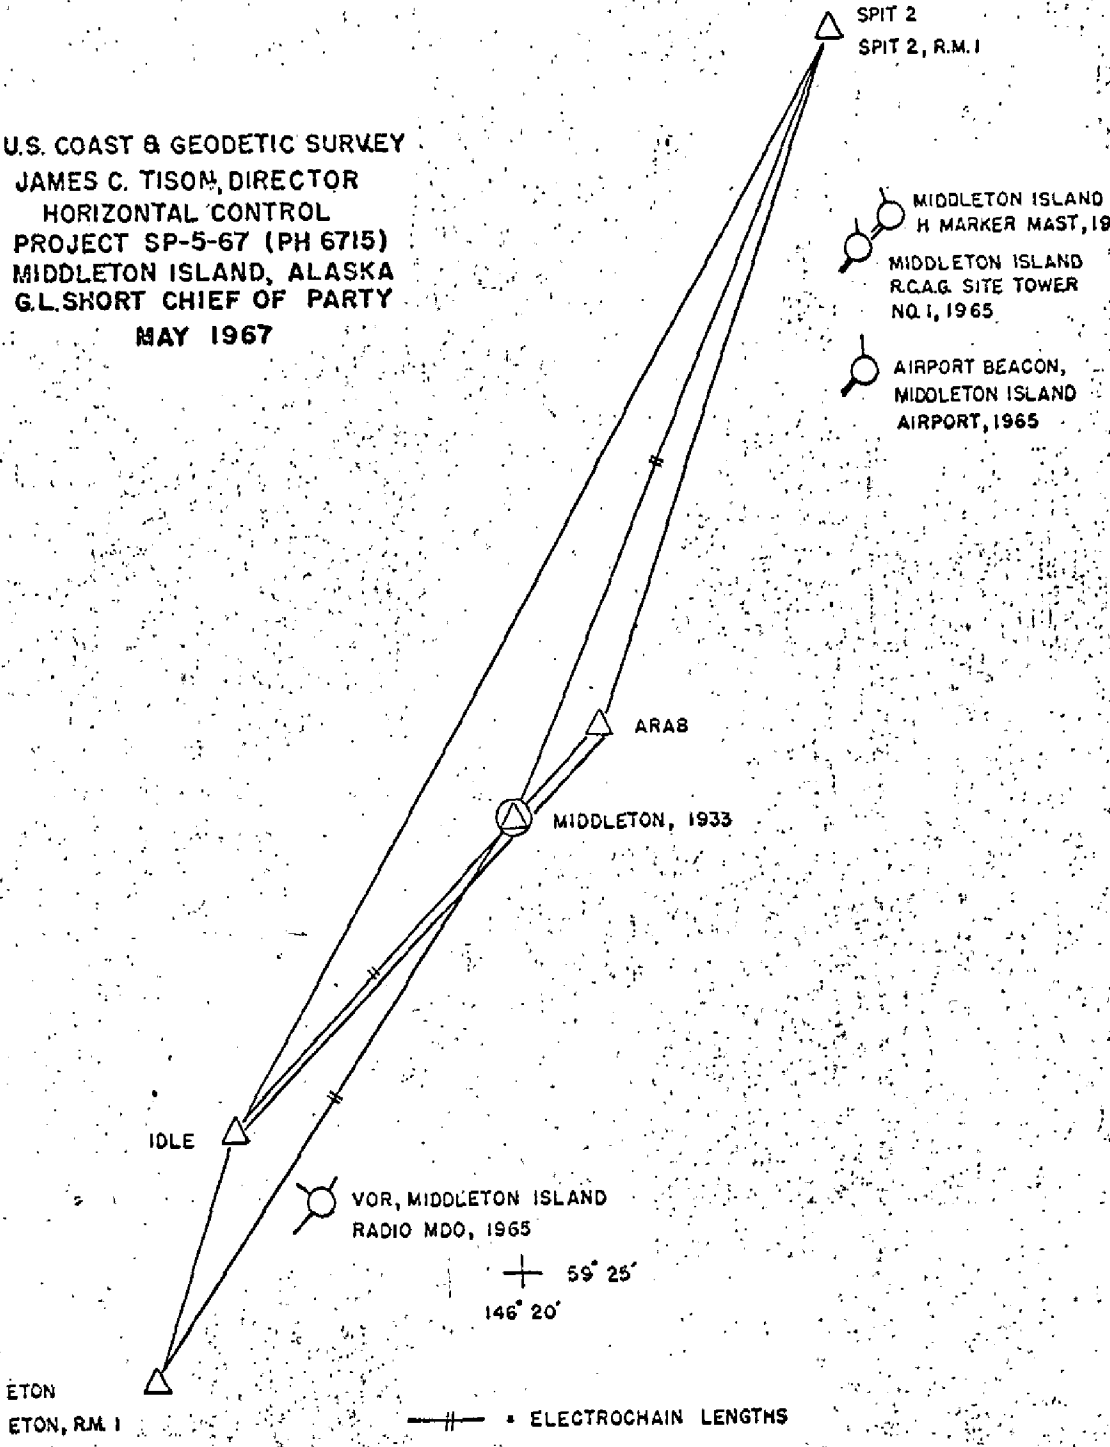 SPIT 2
SPIT 2, R.M. 1
U.S. COAST & GEODETIC SURVEY
JAMES C. TISON, DIRECTOR
HORIZONTAL CONTROL
PROJECT SP-5-67 (PH 6715)
MIDDLETON ISLAND, ALASKA
G.L. SHORT CHIEF OF PARTY
MAY 1967
MIDDLETON ISLAND
H MARKER MAST, 19
MIDDLETON ISLAND
R.C.A.G. SITE TOWER
NO. 1, 1965
AIRPORT BEACON,
MIDDLETON ISLAND
AIRPORT, 1965
ARAB
MIDDLETON, 1933
IDLE
VOR, MIDDLETON ISLAND
RADIO MDO, 1965
59° 25'
146° 20'
ETON
ETON, R.M. 1
ELECTROCHAIN LENGTHS